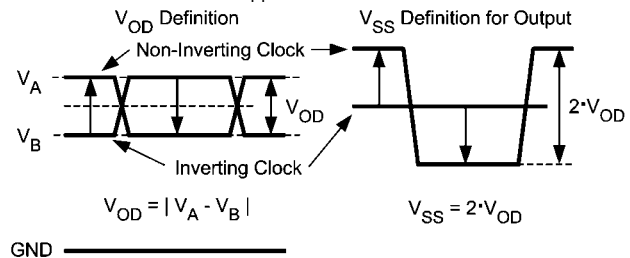 V_OD Definition
V_SS Definition for Output
Non-Inverting Clock
V_A
V_OD
2·V_OD
V_B
Inverting Clock
V_OD = | V_A - V_B |
V_SS = 2·V_OD
GND